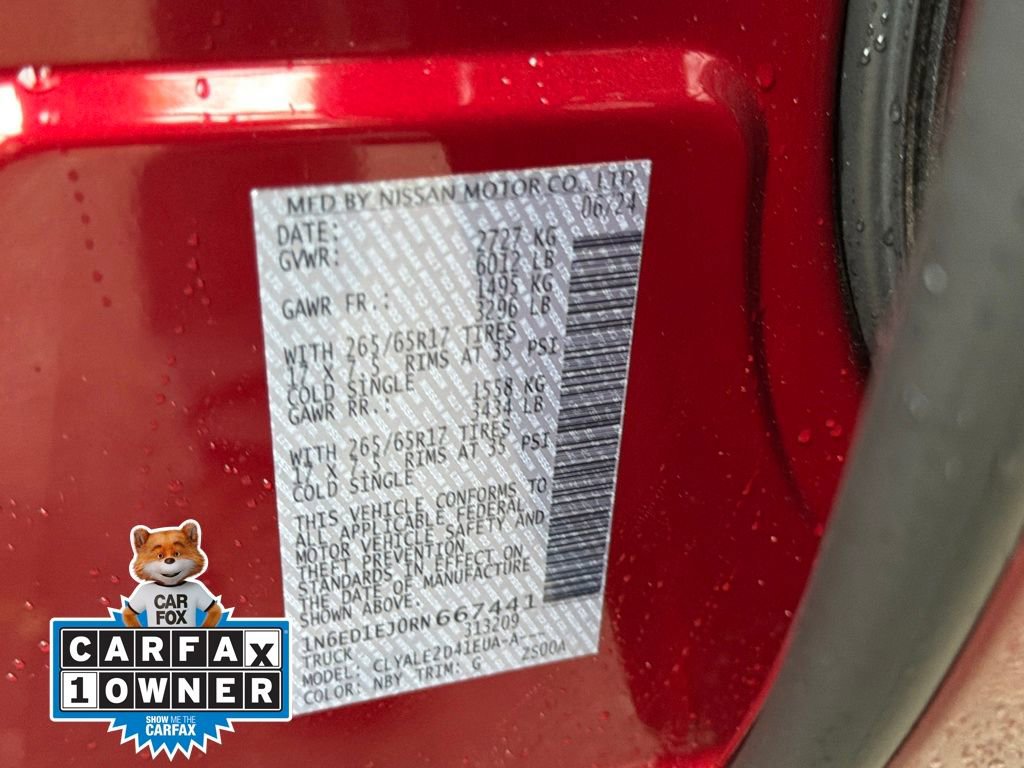 MFD BY NISSAN MOTOR CO., LTD
06/24
DATE:
GVWR: 2727 KG
6012 LB
GAWR FR.: 1495 KG
3296 LB
WITH 265/65R17 TIRES
17 X 7.5 RIMS AT 35 PSI
COLD SINGLE
GAWR RR.: 1558 KG
3434 LB
WITH 265/65R17 TIRES
17 X 7.5 RIMS AT 35 PSI
COLD SINGLE
THIS VEHICLE CONFORMS TO
ALL APPLICABLE FEDERAL
MOTOR VEHICLE SAFETY AND
THEFT PREVENTION
STANDARDS IN EFFECT ON
THE DATE OF MANUFACTURE
SHOWN ABOVE.
1N6ED1EJ0RN667441
TRUCK 313209
MODEL: CLYALEZD41EUA-A---
COLOR: NBY TRIM: G 2S00A
CAR
FOX
CARFAX
1 OWNER
SHOW ME THE
CARFAX